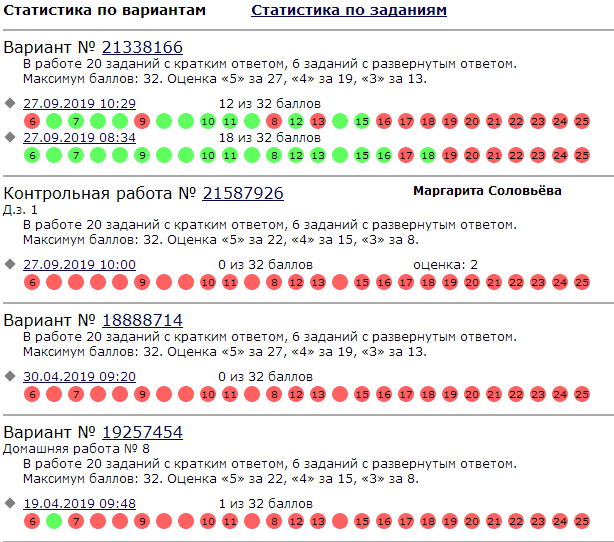 Статистика по вариантам Статистика по заданиям
Вариант № 21338166
В работе 20 заданий с кратким ответом, 6 заданий с развернутым ответом.
Максимум баллов: 32. Оценка «5» за 27, «4» за 19, «3» за 13.
27.09.2019 10:29 12 из 32 баллов
6 7 9 10 11 8 12 13 15 16 17 18 19 20 21 22 23 24 25
27.09.2019 08:34 18 из 32 баллов
6 7 9 10 11 8 12 13 15 16 17 18 19 20 21 22 23 24 25
Контрольная работа № 21587926 Маргарита Соловьёва
Д.з. 1
В работе 20 заданий с кратким ответом, 6 заданий с развернутым ответом.
Максимум баллов: 32. Оценка «5» за 22, «4» за 15, «3» за 8.
27.09.2019 10:00 0 из 32 баллов оценка: 2
6 9 10 11 8 12 13 15 16 17 18 19 20 21 22 23 24 25
Вариант № 18888714
В работе 20 заданий с кратким ответом, 6 заданий с развернутым ответом.
Максимум баллов: 32. Оценка «5» за 27, «4» за 19, «3» за 13.
30.04.2019 09:20 0 из 32 баллов
6 7 9 10 11 8 12 13 15 16 17 18 19 20 21 22 23 24 25
Вариант № 19257454
Домашняя работа № 8
В работе 20 заданий с кратким ответом, 6 заданий с развернутым ответом.
Максимум баллов: 32. Оценка «5» за 22, «4» за 15, «3» за 8.
19.04.2019 09:48 1 из 32 баллов
6 7 9 10 11 8 12 13 15 16 17 18 19 20 21 22 23 24 25